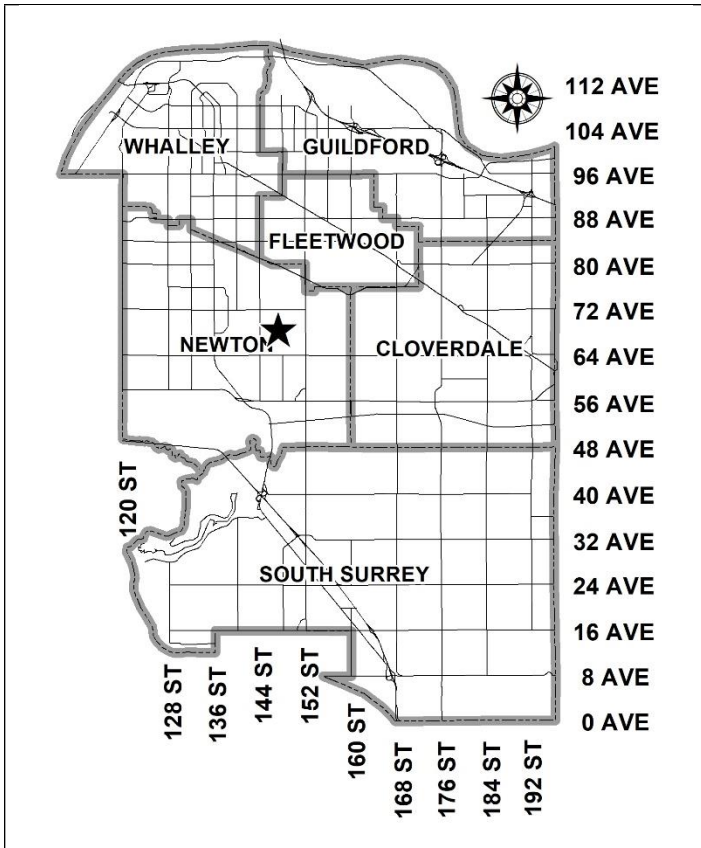 112 AVE
104 AVE
WHALLEY
GUILDFORD
96 AVE
88 AVE
FLEETWOOD
80 AVE
72 AVE
NEWTON
CLOVERDALE
64 AVE
56 AVE
48 AVE
120 ST
40 AVE
32 AVE
SOUTH SURREY
24 AVE
16 AVE
8 AVE
128 ST
136 ST
144 ST
152 ST
160 ST
0 AVE
168 ST
176 ST
184 ST
192 ST